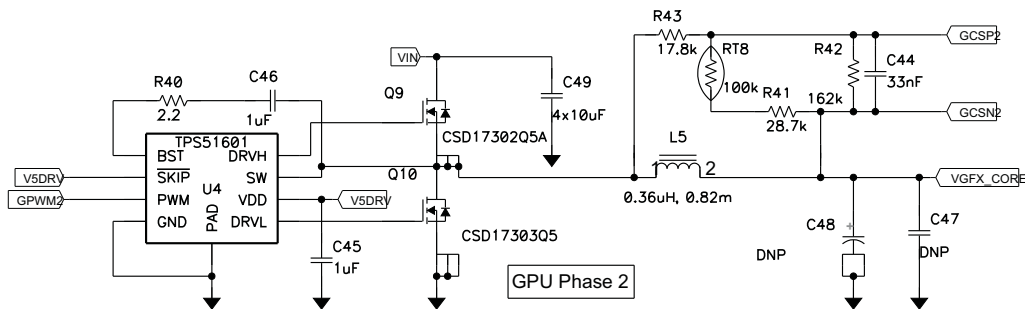 R43
17.8k
GCSP2
VIN
RT8
100k
R42
162k
C44
33nF
R40
2.2
C46
1uF
Q9
C49
4x10uF
R41
28.7k
GCSN2
CSD17302Q5A
TPS51601
BST
DRVH
SKIP
SW
PWM
VDD
GND
DRVL
U4
PAD
V5DRV
GPWM2
Q10
V5DRV
L5
1
2
0.36uH, 0.82m
VGFX_CORE
CSD17303Q5
C45
1uF
GPU Phase 2
C48
+
DNP
C47
DNP